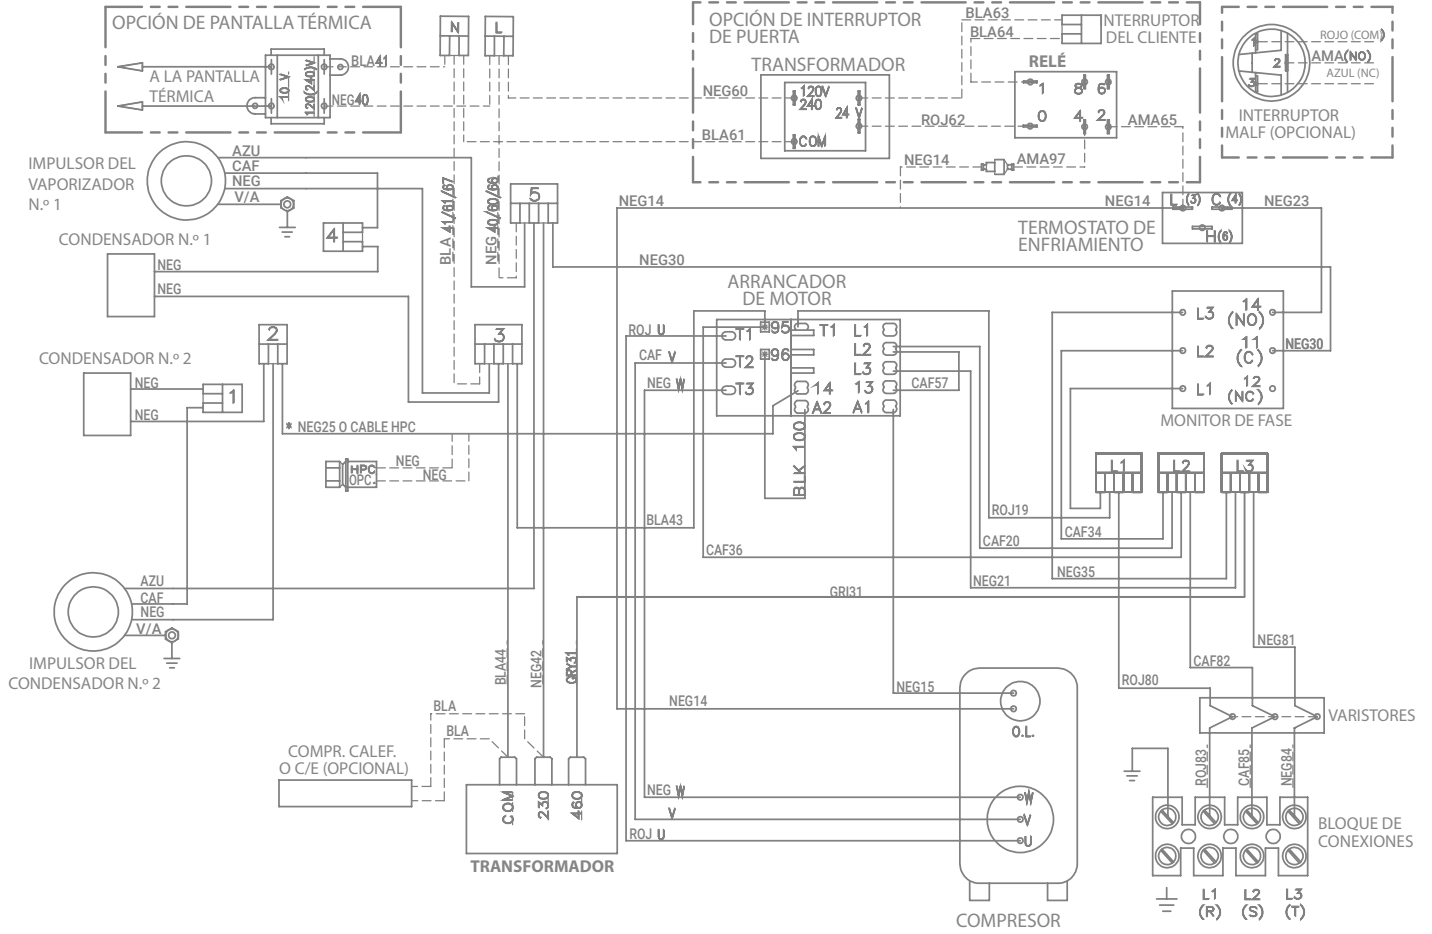 OPCIÓN DE PANTALLA TÉRMICA
N
L
BLA41
10 V
120(240)V
A LA PANTALLA
TÉRMICA
NEG40
OPCIÓN DE INTERRUPTOR
DE PUERTA
BLA63
BLA64
INTERRUPTOR
DEL CLIENTE
TRANSFORMADOR
RELÉ
NEG60
120V
240
24 V
COM
1
8
6
0
4
2
ROJ62
AMA65
BLA61
NEG14
AMA97
1
ROJO (COM)
2
AMA(NO)
3
AZUL (NC)
INTERRUPTOR
MALF (OPCIONAL)
IMPULSOR DEL
VAPORIZADOR
N.º 1
AZU
CAF
NEG
V/A
BLA 41/61/67
NEG 40/60/66
5
4
NEG14
NEG14
L (3)
C (4)
H(6)
NEG23
TERMOSTATO DE
ENFRIAMIENTO
CONDENSADOR N.º 1
NEG
NEG
NEG30
ARRANCADOR
DE MOTOR
T1
T2
T3
95
96
T1
14
A2
L1
L2
L3
13
A1
ROJ U
CAF V
NEG W
CAF57
BLK 100
L3
14
(NO)
L2
11
(C)
L1
12
(NC)
NEG30
MONITOR DE FASE
2
3
CONDENSADOR N.º 2
NEG
NEG
1
* NEG25 O CABLE HPC
HPC
OPC.
NEG
NEG
L1
L2
L3
BLA43
ROJ19
CAF36
CAF20
CAF34
NEG21
NEG35
GRI31
AZU
CAF
NEG
V/A
IMPULSOR DEL
CONDENSADOR N.º 2
BLA44
NEG42
GRY31
NEG81
CAF82
ROJ80
NEG15
NEG14
O.L.
BLA
BLA
VARISTORES
COMPR. CALEF.
O C/E (OPCIONAL)
COM
230
460
TRANSFORMADOR
NEG W
V
ROJ U
W
V
U
COMPRESOR
ROJ83
CAF85
NEG84
BLOQUE DE
CONEXIONES
L1
(R)
L2
(S)
L3
(T)